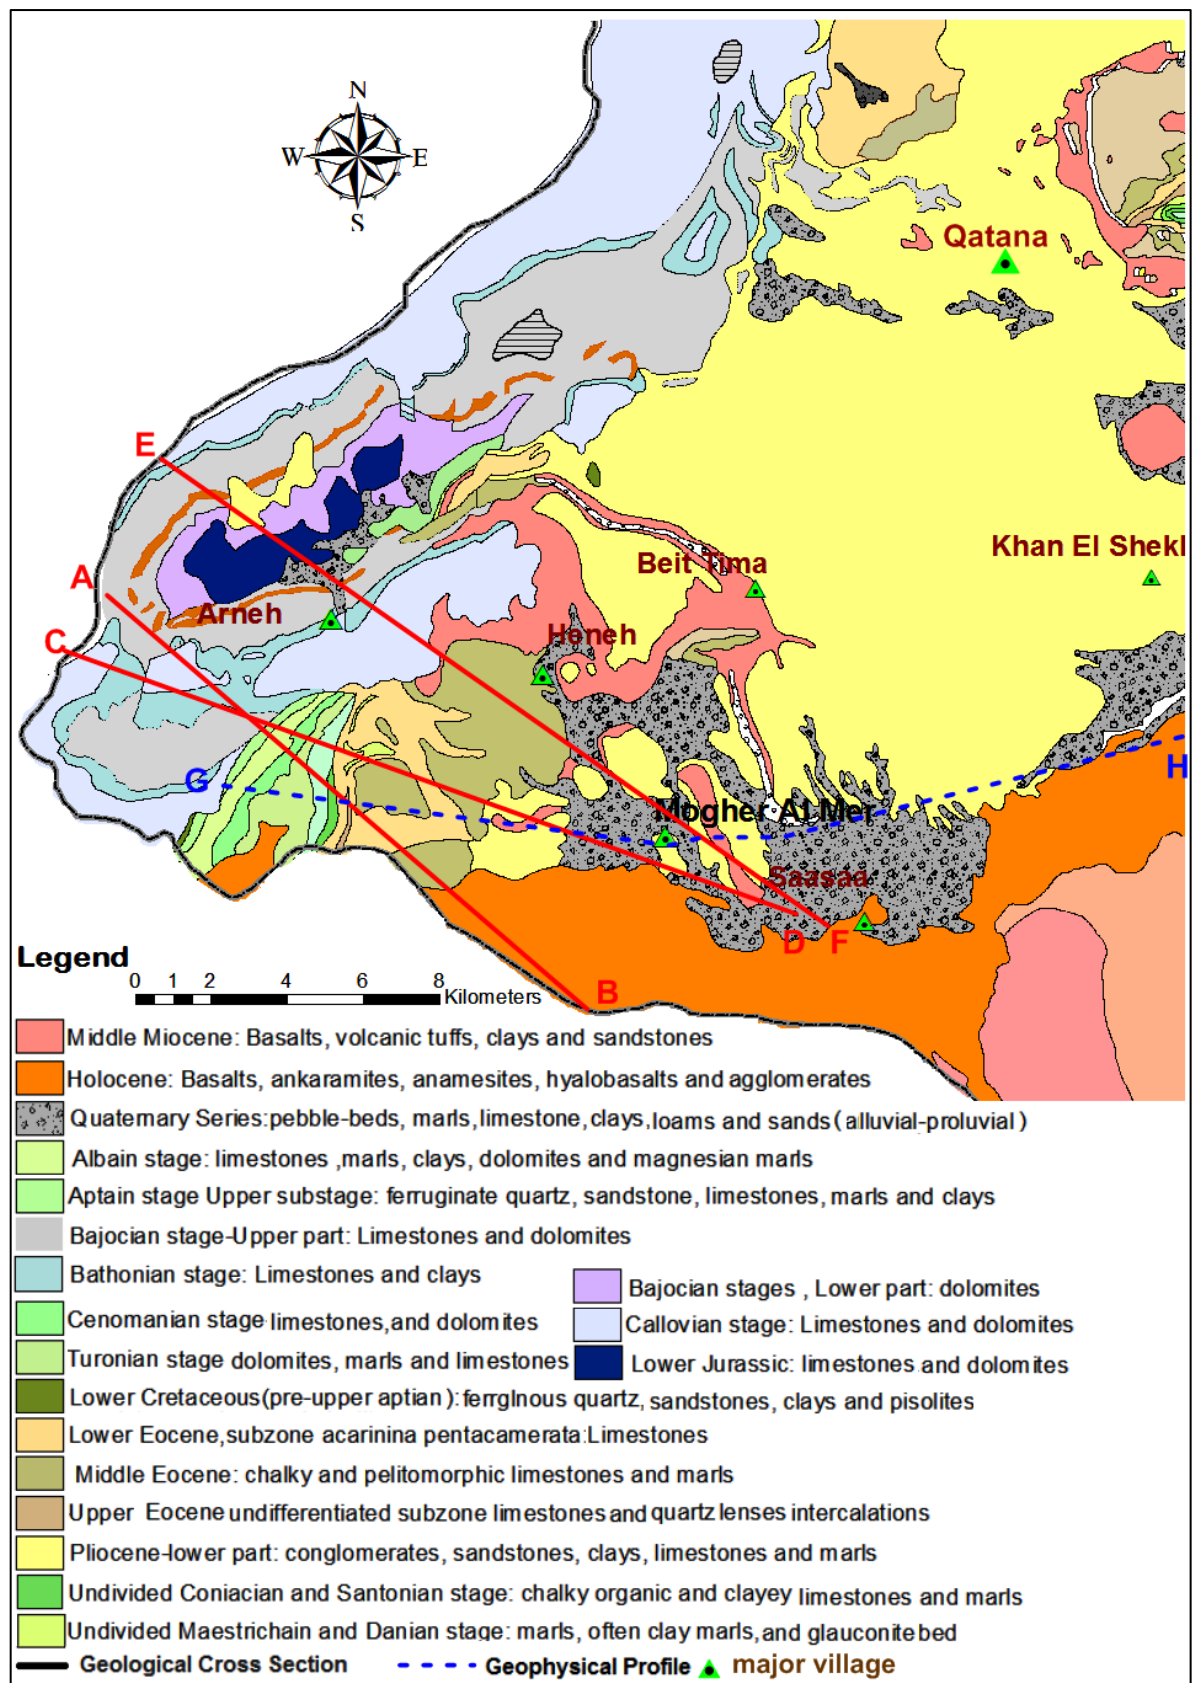 N
W E
S
Qatana
E
Khan El Shekl
Beit Tima
A
Arneh
Heneh
C
G
H
Mogher Al Mer
Saasaa
D F
Legend
B
0 1 2 4 6 8
Kilometers
Middle Miocene: Basalts, volcanic tuffs, clays and sandstones
Holocene: Basalts, ankaramites, anamesites, hyalobasalts and agglomerates
Quaternary Series:pebble-beds, marls, limestone, clays, loams and sands (alluvial-proluvial)
Albain stage: limestones ,marls, clays, dolomites and magnesian marls
Aptain stage Upper substage: ferruginate quartz, sandstone, limestones, marls and clays
Bajocian stage-Upper part: Limestones and dolomites
Bathonian stage: Limestones and clays
Bajocian stages , Lower part: dolomites
Cenomanian stage limestones,and dolomites
Callovian stage: Limestones and dolomites
Turonian stage dolomites, marls and limestones
Lower Jurassic: limestones and dolomites
Lower Cretaceous(pre-upper aptian): ferrgInous quartz, sandstones, clays and pisolites
Lower Eocene,subzone acarinina pentacamerata:Limestones
Middle Eocene: chalky and pelitomorphic limestones and marls
Upper Eocene undifferentiated subzone limestones and quartz lenses intercalations
Pliocene-lower part: conglomerates, sandstones, clays, limestones and marls
Undivided Coniacian and Santonian stage: chalky organic and clayey limestones and marls
Undivided Maestrichain and Danian stage: marls, often clay marls, and glauconite bed
Geological Cross Section Geophysical Profile major village